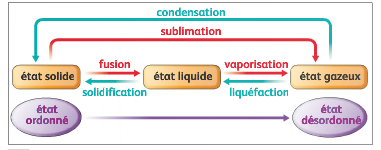 condensation
sublimation
fusion
vaporisation
état solide
état liquide
état gazeux
solidification
liquéfaction
état
ordonné
état
désordonné